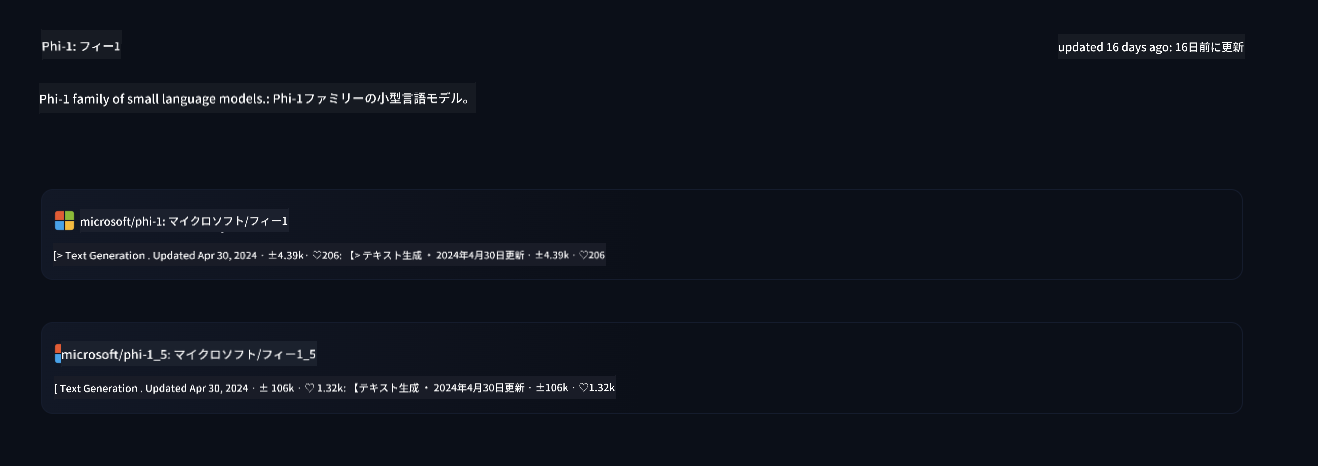 Phi-1: フィー1
updated 16 days ago: 16日前に更新
Phi-1 family of small language models.: Phi-1ファミリーの小型言語モデル。
microsoft/phi-1: マイクロソフト/フィー1
[> Text Generation . Updated Apr 30, 2024 · ±4.39k · ♡206: 【> テキスト生成 ・ 2024年4月30日更新 · ±4.39k · ♡206
microsoft/phi-1_5: マイクロソフト/フィー1_5
[ Text Generation . Updated Apr 30, 2024 · ± 106k · ♡ 1.32k: 【テキスト生成 ・ 2024年4月30日更新 · ±106k · ♡1.32k